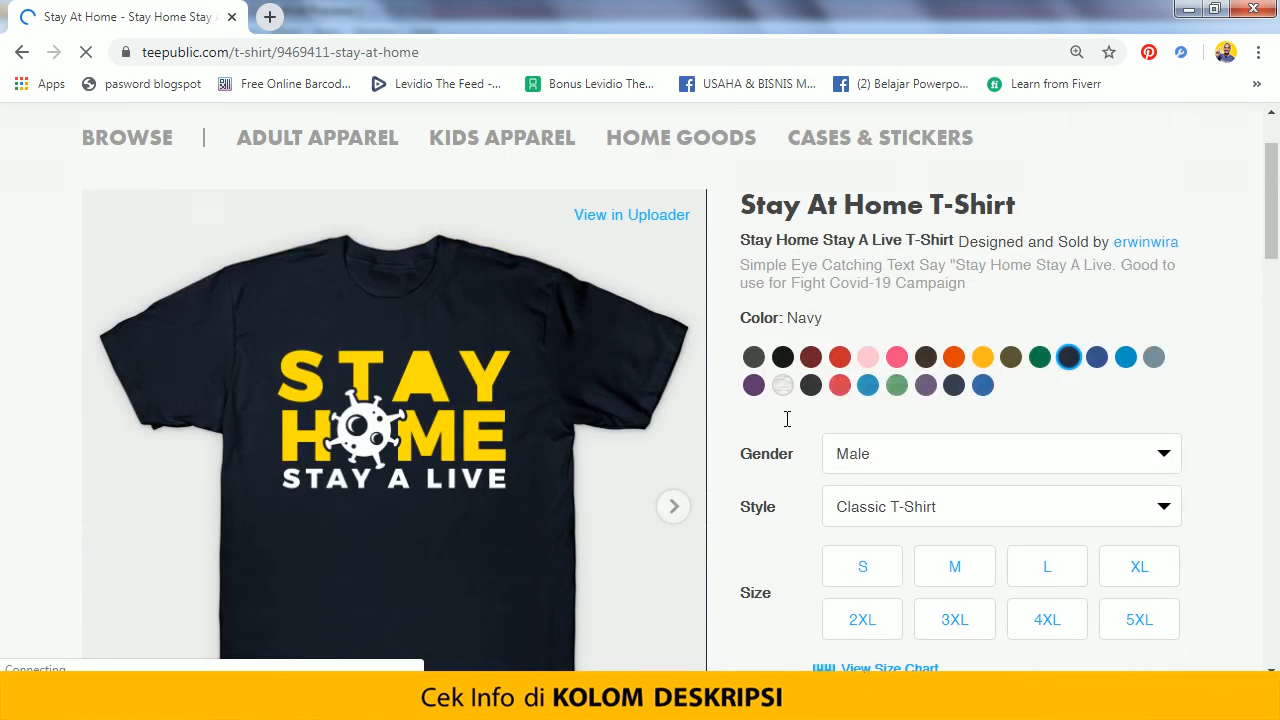 Stay At Home - Stay Home Stay A
teepublic.com/t-shirt/9469411-stay-at-home
Apps
pasword blogspot
Free Online Barcod...
Levidio The Feed -...
Bonus Levidio The...
USAHA & BISNIS M...
(2) Belajar Powerpo...
Learn from Fiverr
»
BROWSE | ADULT APPAREL KIDS APPAREL HOME GOODS CASES & STICKERS
View in Uploader
STAY
HOME
STAY A LIVE
Stay At Home T-Shirt
Stay Home Stay A Live T-Shirt Designed and Sold by erwinwira
Simple Eye Catching Text Say "Stay Home Stay A Live. Good to
use for Fight Covid-19 Campaign
Color: Navy
Gender Male
Style Classic T-Shirt
Size
S M L XL
2XL 3XL 4XL 5XL
View Size Chart
Connecting
Cek Info di KOLOM DESKRIPSI